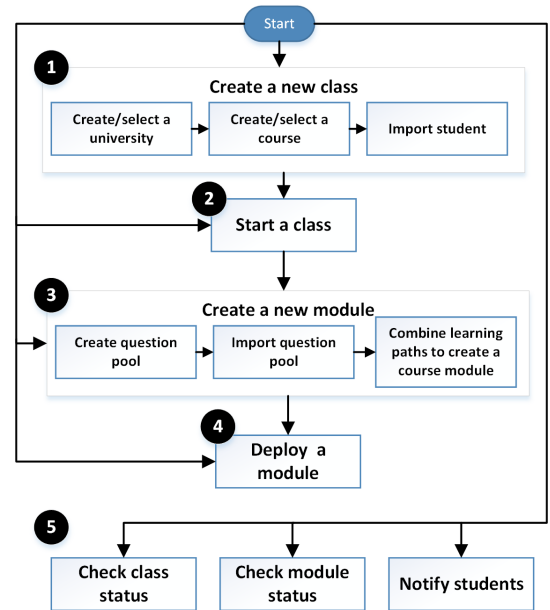 Start
1
Create a new class
Create/select a
university
Create/select a
course
Import student
2
Start a class
3
Create a new module
Create question
pool
Import question
pool
Combine learning
paths to create a
course module
4
Deploy a
module
5
Check class
status
Check module
status
Notify students